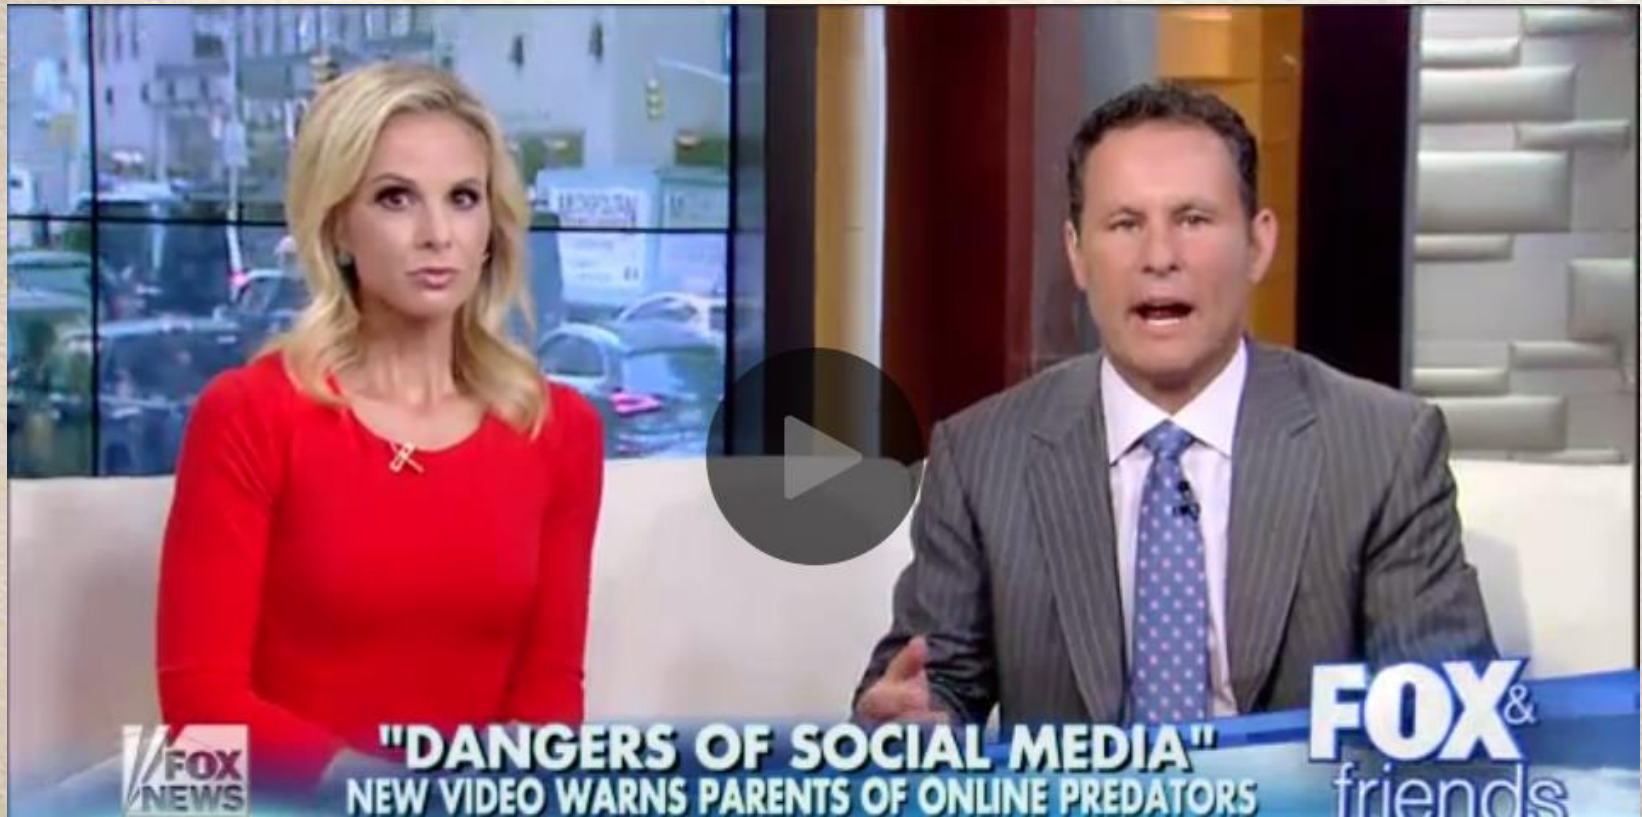 "DANGERS OF SOCIAL MEDIA"
NEW VIDEO WARNS PARENTS OF ONLINE PREDATORS
FOX
NEWS
FOX &
friends